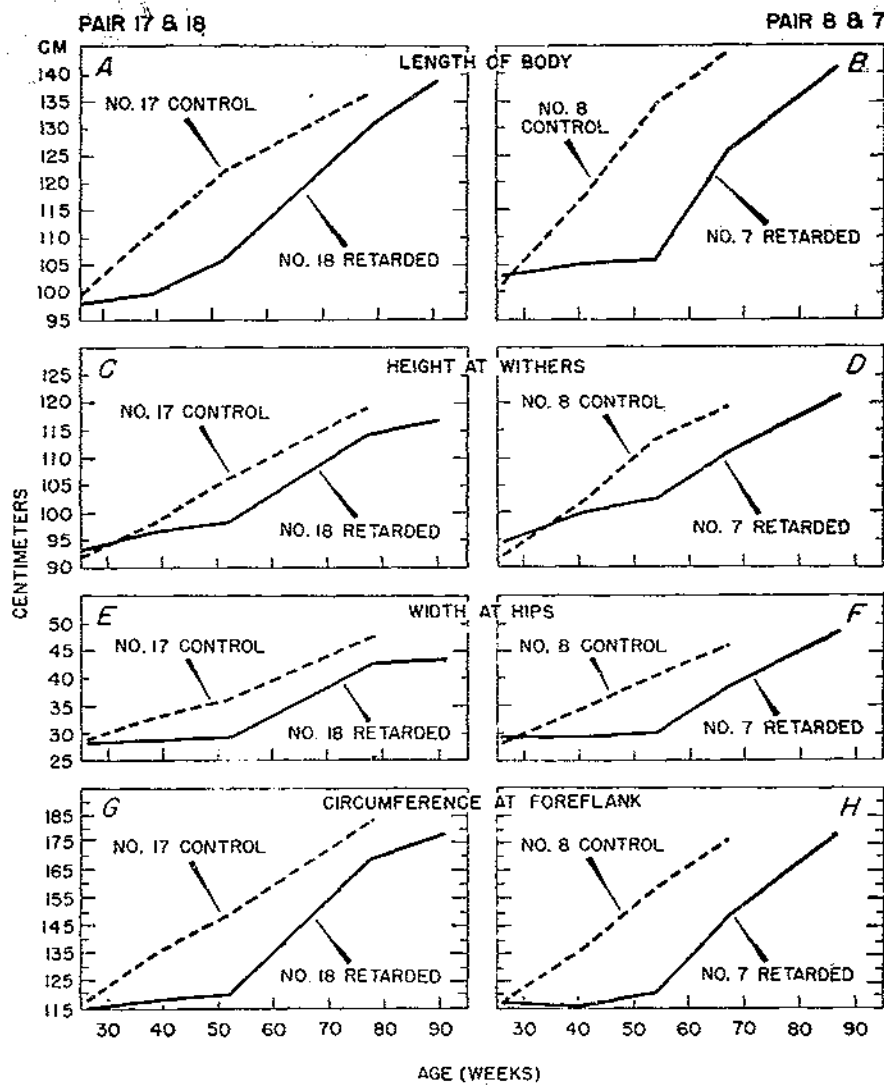 PAIR 17 & 18
PAIR 8 & 7
CM
A
LENGTH OF BODY
B
140
135
130
125
120
115
110
105
100
95
NO. 17 CONTROL
NO. 18 RETARDED
NO. 8
CONTROL
NO. 7 RETARDED
C
HEIGHT AT WITHERS
D
125
120
115
110
105
100
95
90
NO. 17 CONTROL
NO. 18 RETARDED
NO. 8 CONTROL
NO. 7 RETARDED
CENTIMETERS
E
WIDTH AT HIPS
F
50
45
40
35
30
25
NO. 17 CONTROL
NO. 18 RETARDED
NO. 8 CONTROL
NO. 7 RETARDED
G
CIRCUMFERENCE AT FOREFLANK
H
185
175
165
155
145
135
125
115
NO. 17 CONTROL
NO. 18 RETARDED
NO. 8 CONTROL
NO. 7 RETARDED
30 40 50 60 70 80 90
30 40 50 60 70 80 90
AGE (WEEKS)